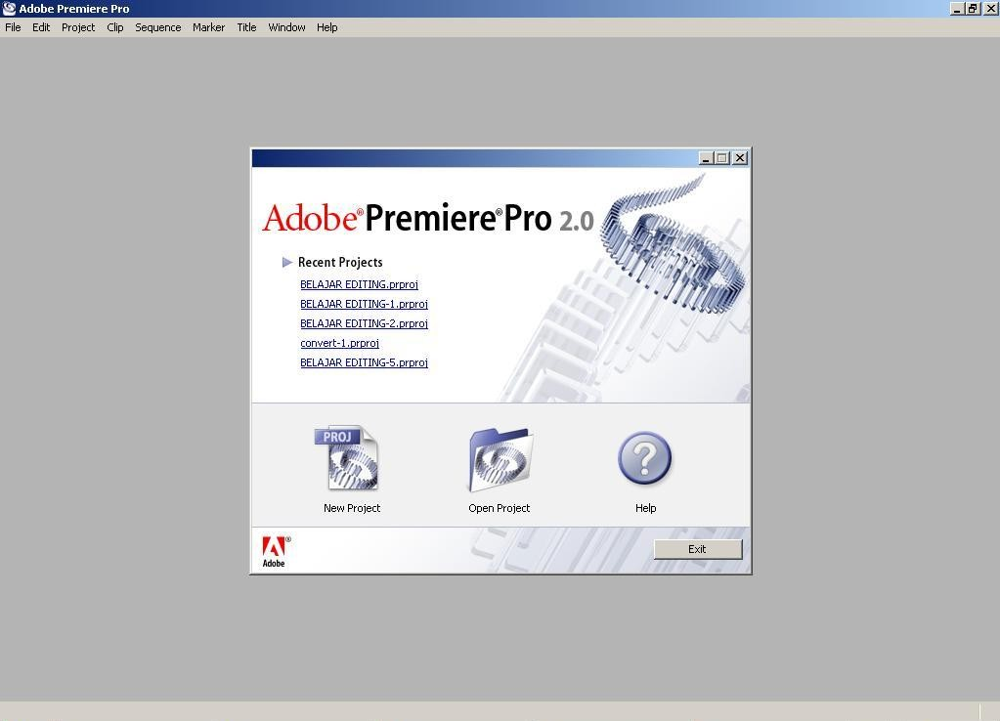 Adobe Premiere Pro
File Edit Project Clip Sequence Marker Title Window Help
Adobe® Premiere® Pro 2.0
Recent Projects
BELAJAR EDITING.prproj
BELAJAR EDITING-1.prproj
BELAJAR EDITING-2.prproj
convert-1.prproj
BELAJAR EDITING-5.prproj
PROJ
?
New Project Open Project Help
Adobe®
Exit